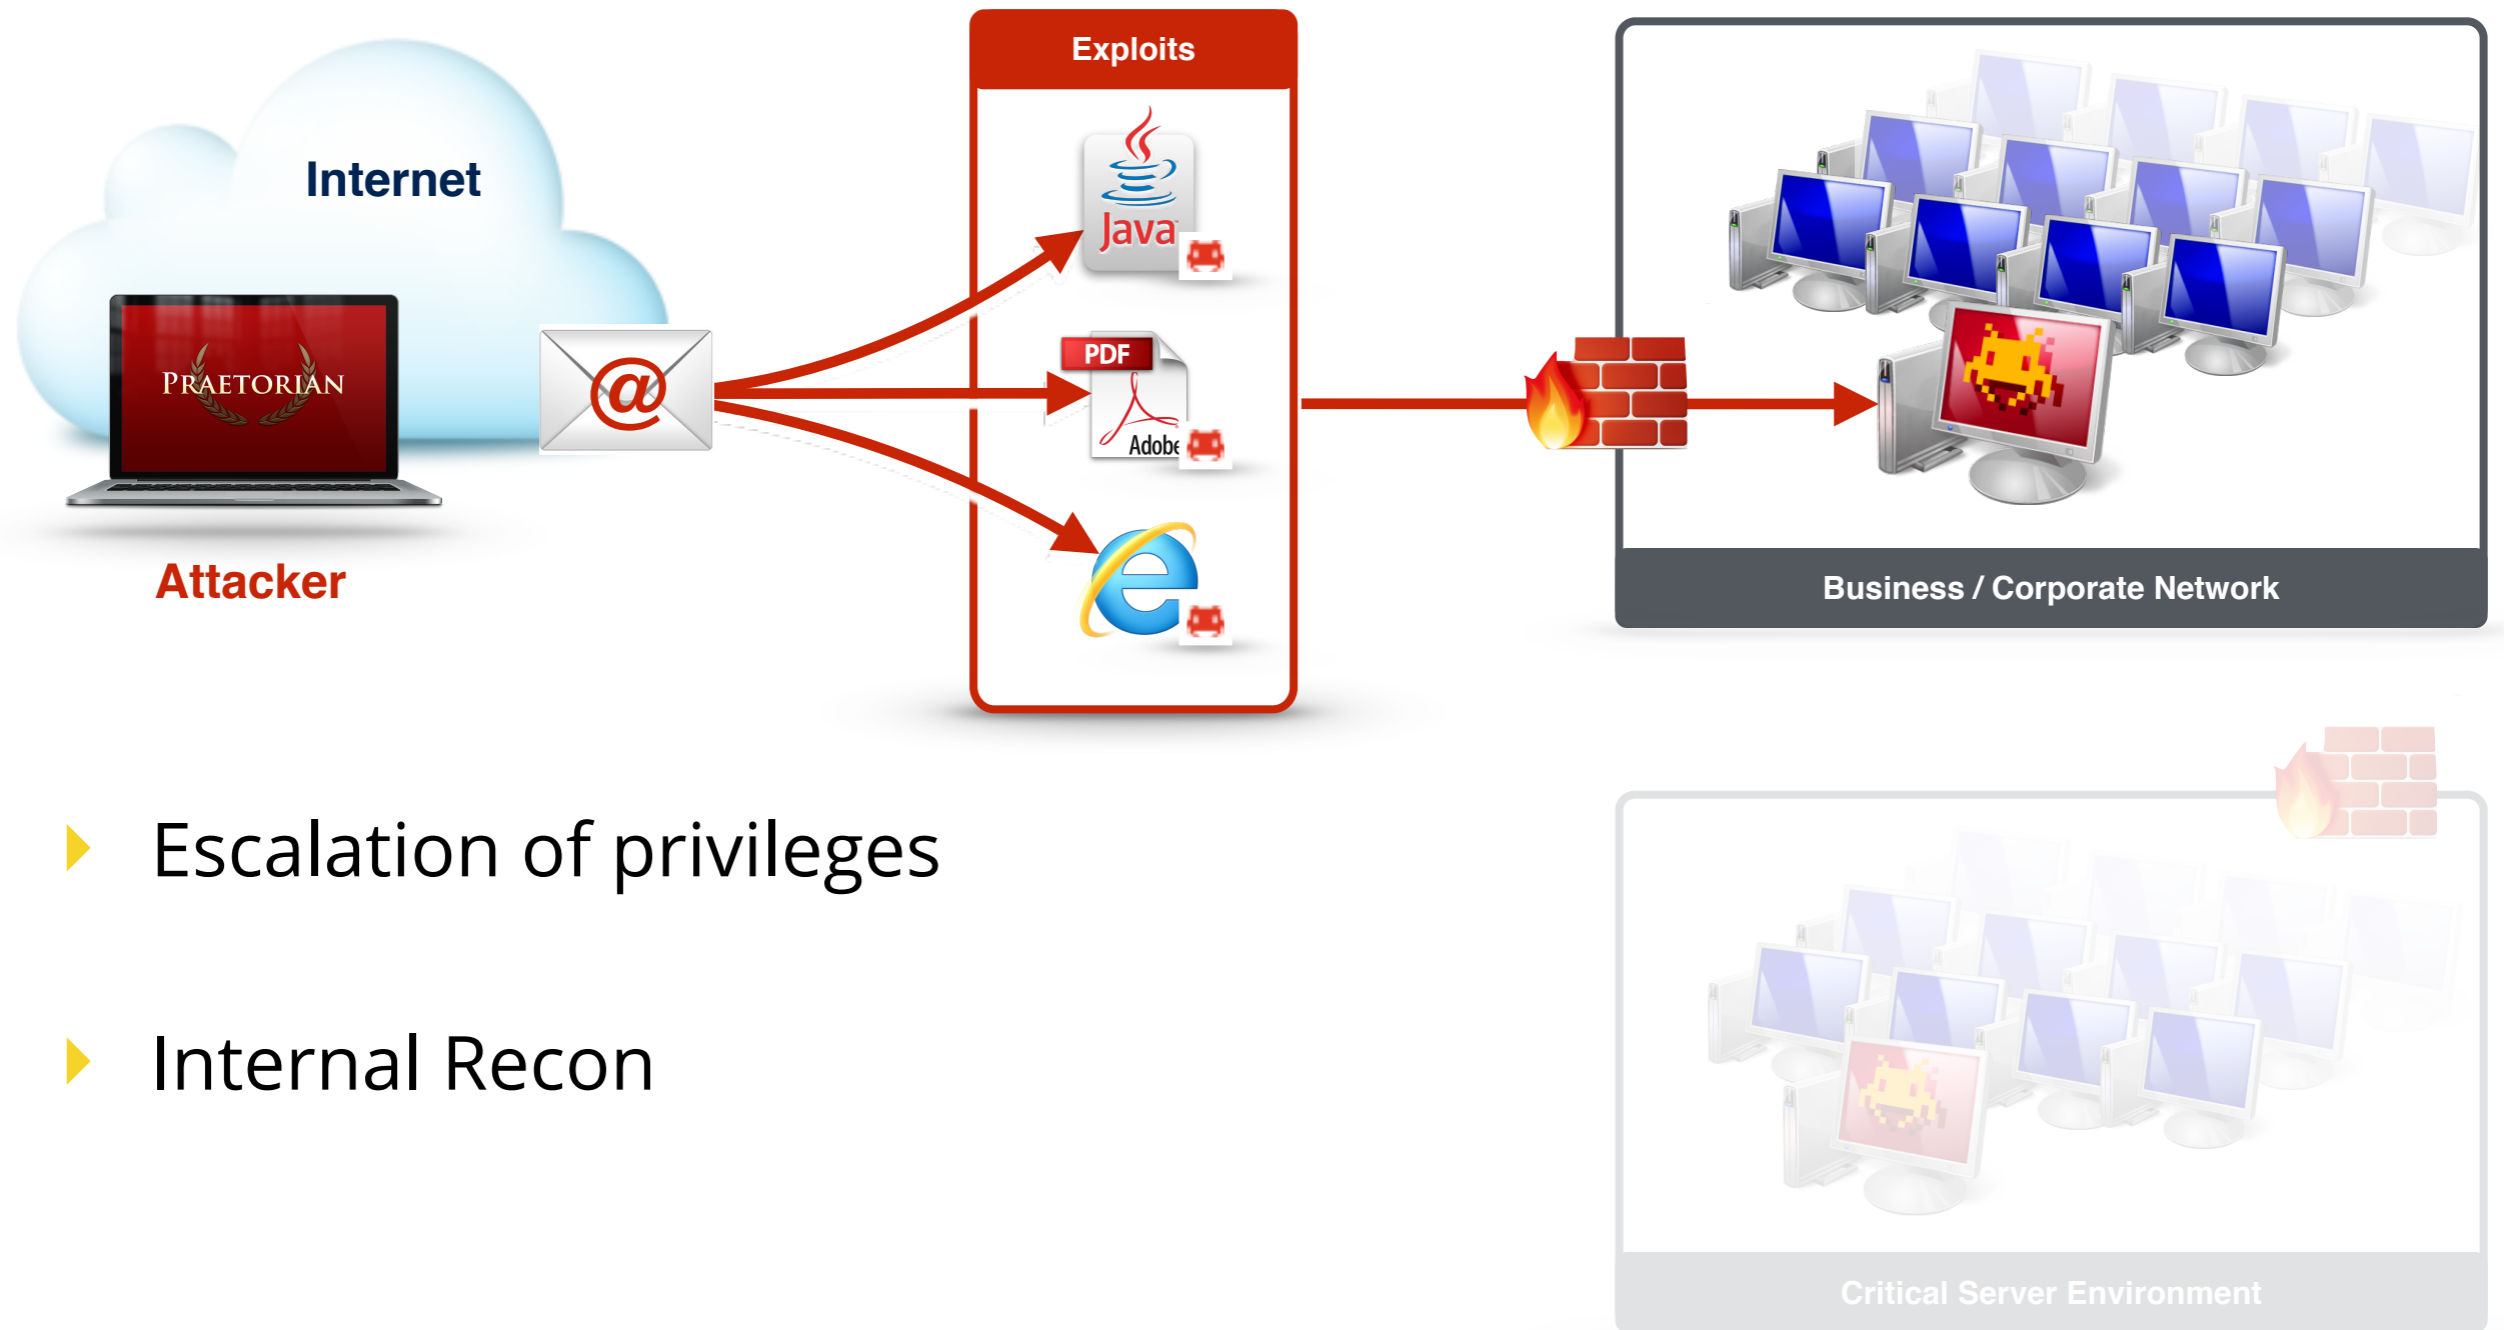 Exploits
Internet
Java
PDF
PRAETORIAN
@
Adobe
Attacker
Business / Corporate Network
Escalation of privileges
Internal Recon
Critical Server Environment